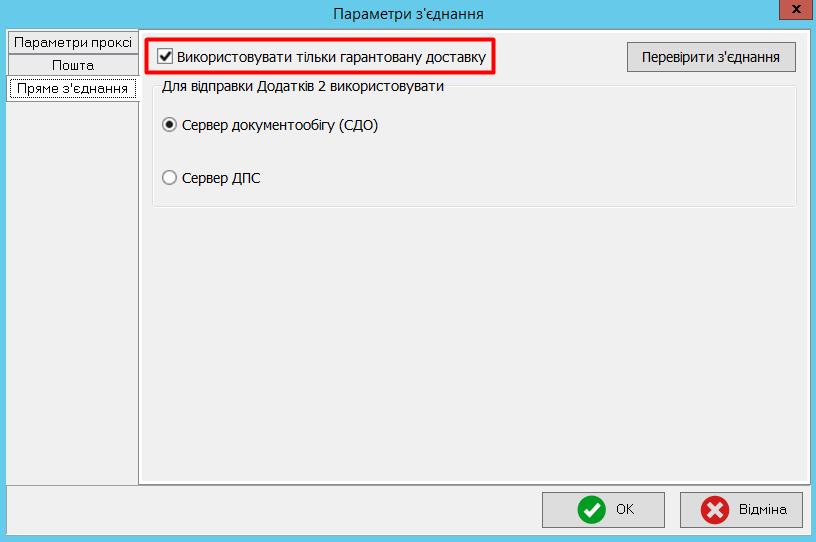 Параметри з'єднання
x
Параметри проксі
Пошта
Пряме з'єднання
Використовувати тільки гарантовану доставку
Перевірити з'єднання
Для відправки Додатків 2 використовувати
Сервер документообігу (СДО)
Сервер ДПС
OK
Відміна